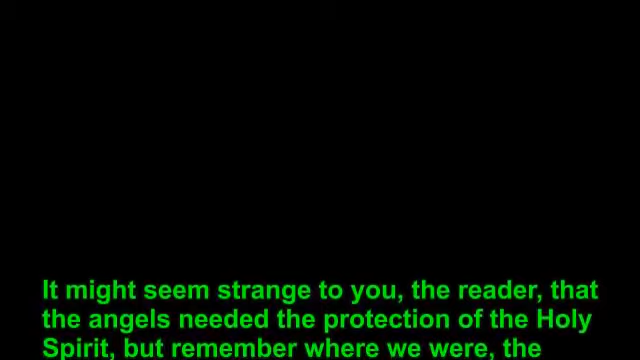 It might seem strange to you, the reader, that
the angels needed the protection of the Holy
Spirit, but remember where we were, the